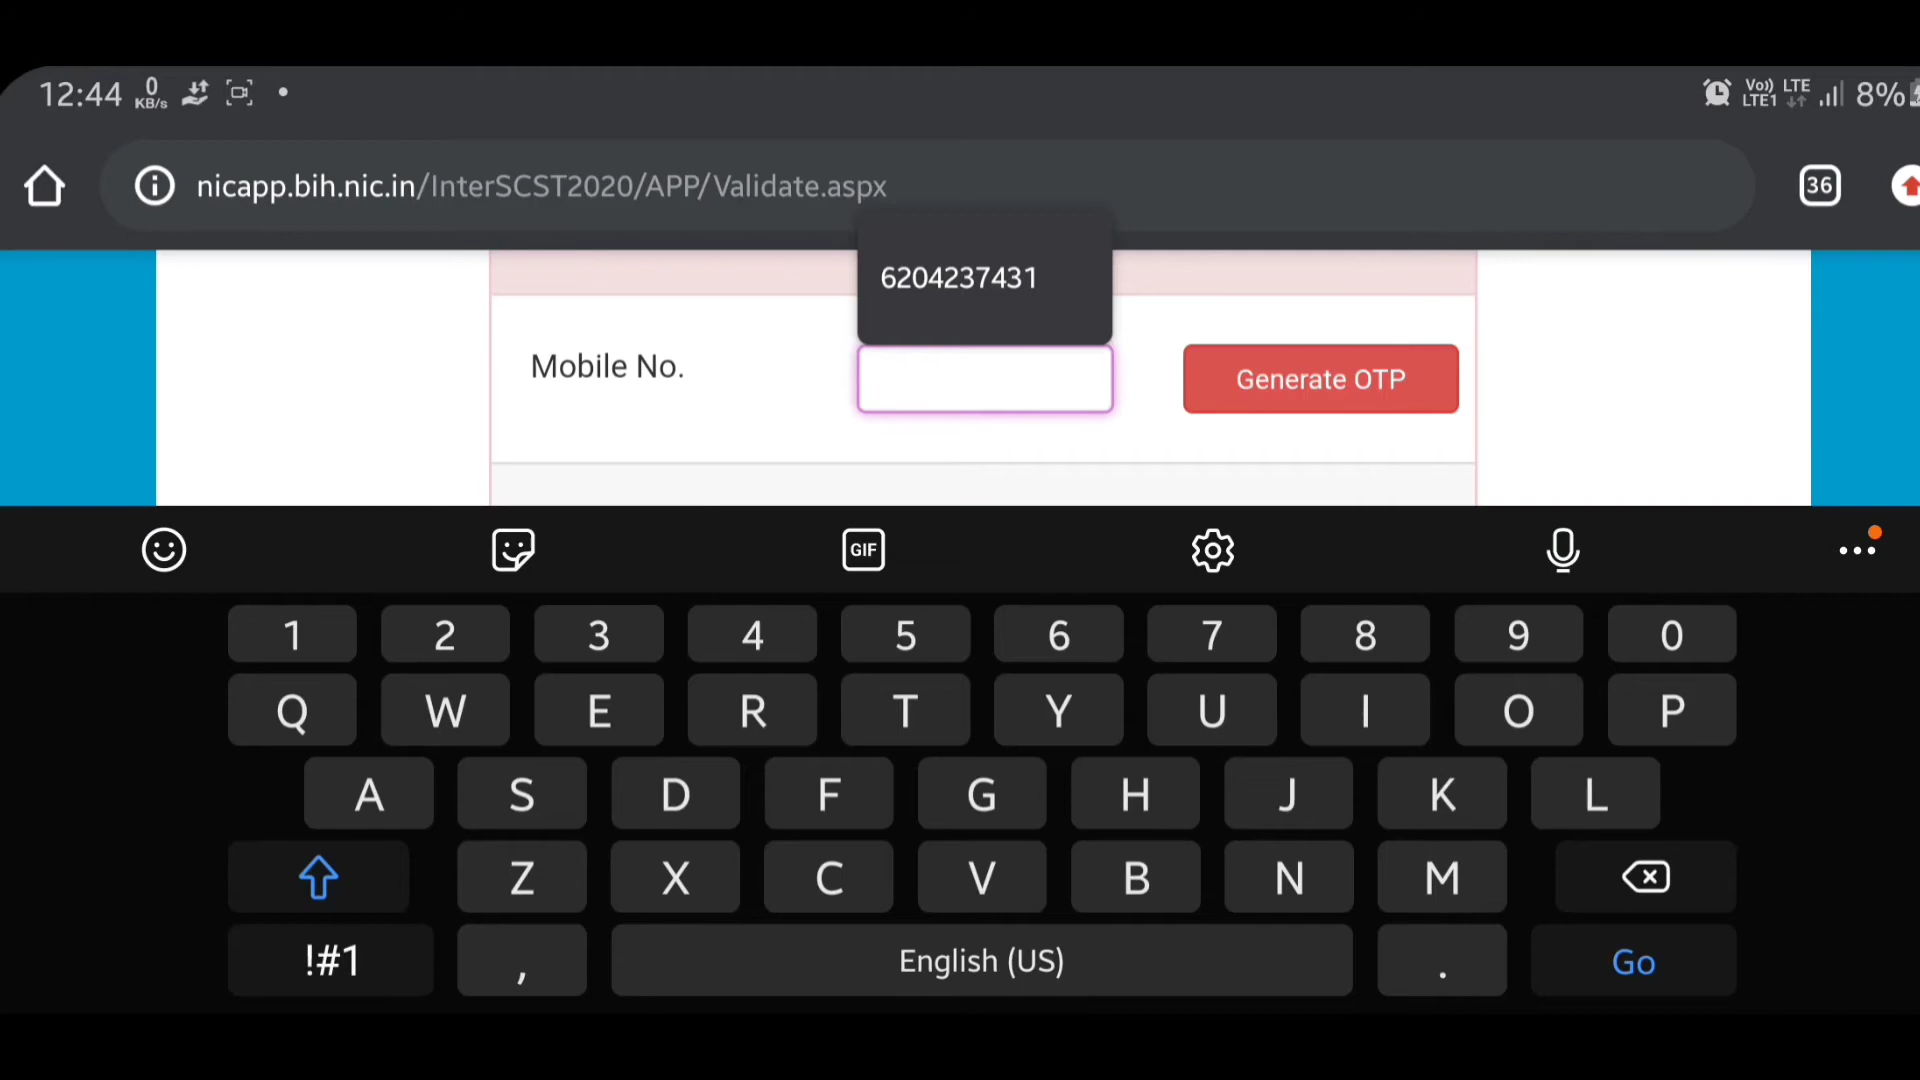 12:44 0 KB/s Vo)) LTE1 LTE 8%
nicapp.bih.nic.in/InterSCST2020/APP/Validate.aspx 36
6204237431
Mobile No. Generate OTP
GIF
1 2 3 4 5 6 7 8 9 0
Q W E R T Y U I O P
A S D F G H J K L
Z X C V B N M
!#1 , English (US) . Go